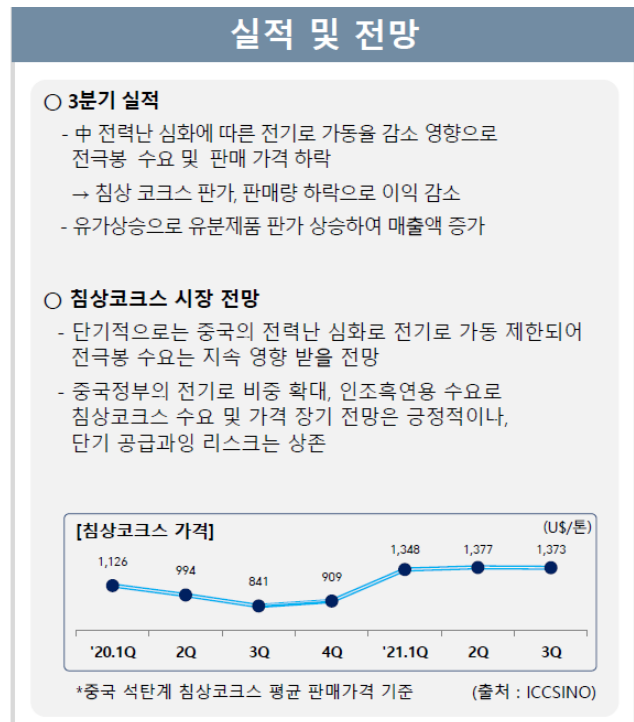 실적 및 전망
○ 3분기 실적
- 中 전력난 심화에 따른 전기로 가동율 감소 영향으로
전극봉 수요 및 판매 가격 하락
→ 침상 코크스 판가, 판매량 하락으로 이익 감소
- 유가상승으로 유분제품 판가 상승하여 매출액 증가
○ 침상코크스 시장 전망
- 단기적으로는 중국의 전력난 심화로 전기로 가동 제한되어
전극봉 수요는 지속 영향 받을 전망
- 중국정부의 전기로 비중 확대, 인조흑연용 수요로
침상코크스 수요 및 가격 장기 전망은 긍정적이나,
단기 공급과잉 리스크는 상존
[침상코크스 가격] (U$/톤)
1,126 994 841 909 1,348 1,377 1,373
'20.1Q 2Q 3Q 4Q '21.1Q 2Q 3Q
*중국 석탄계 침상코크스 평균 판매가격 기준 (출처 : ICCSINO)